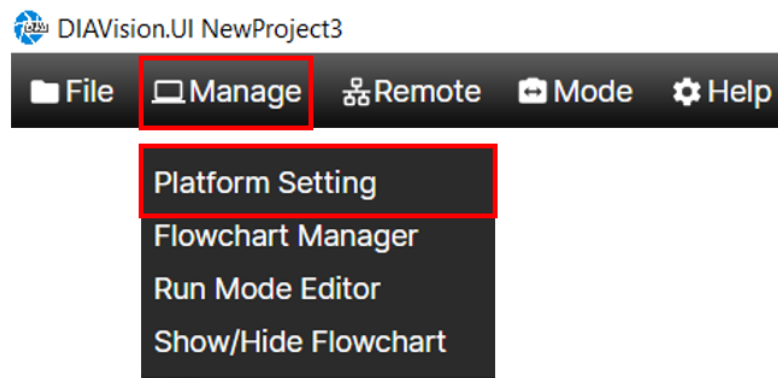 DIAVision.UI NewProject3
File Manage Remote Mode Help
Platform Setting
Flowchart Manager
Run Mode Editor
Show/Hide Flowchart